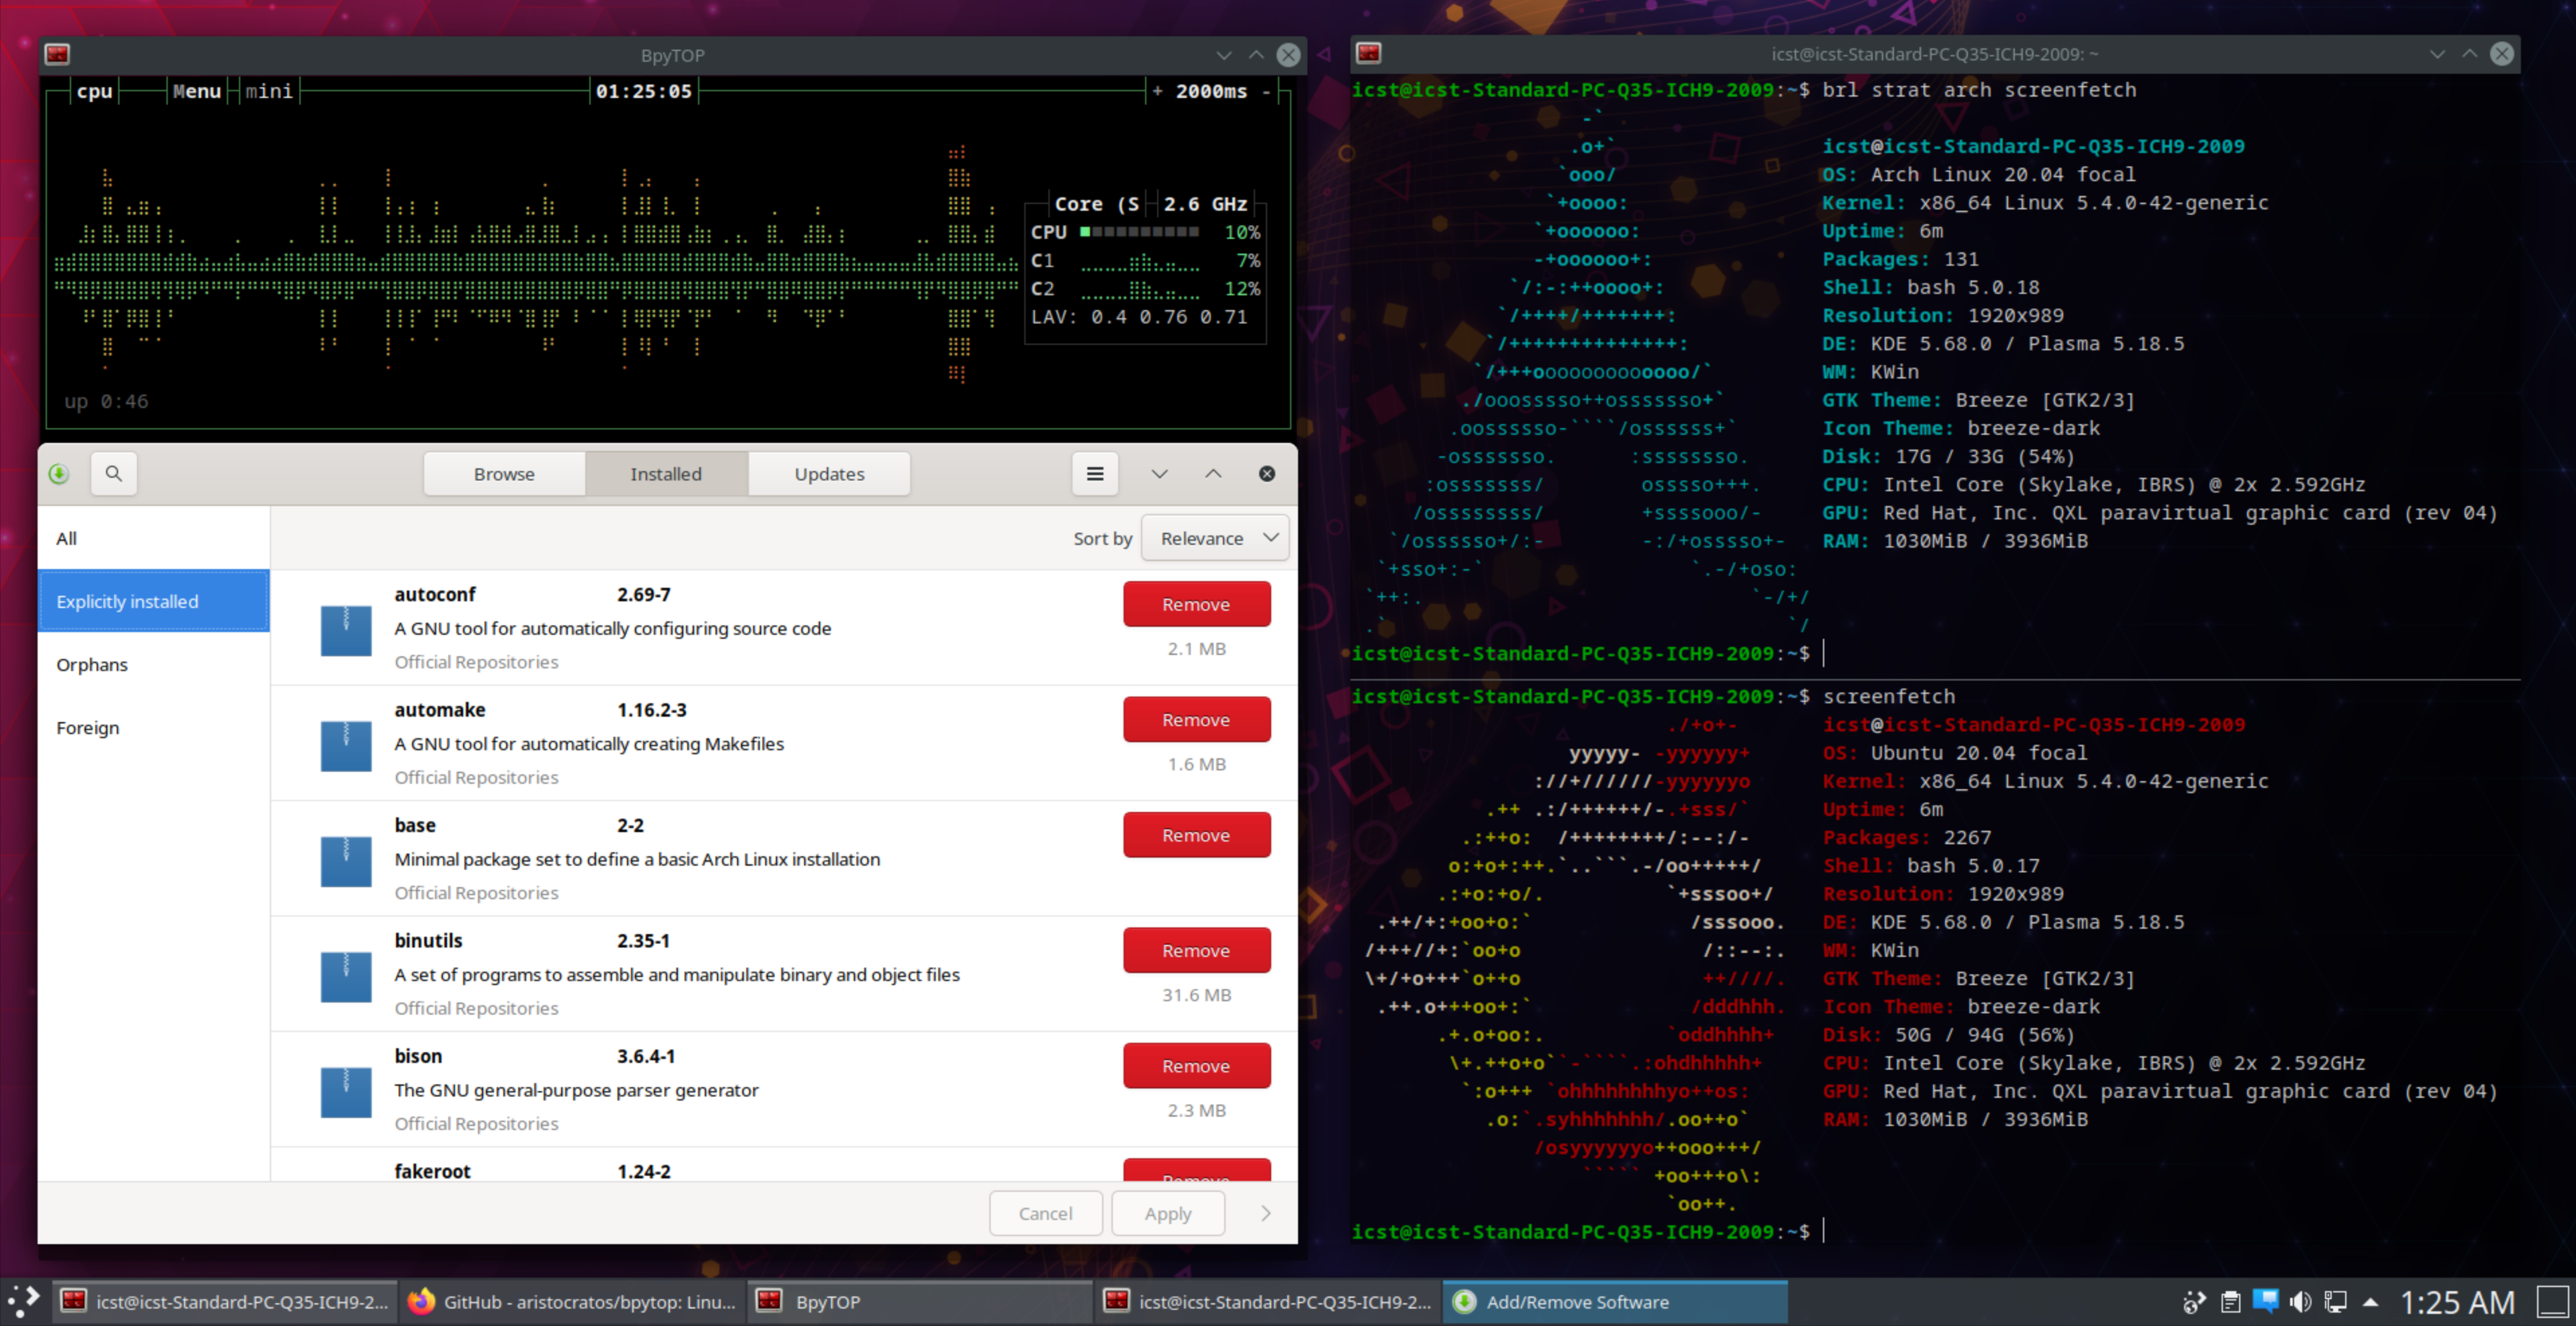 BpyTOP
cpu Menu mini 01:25:05 + 2000ms -
Core (S 2.6 GHz
CPU 10%
C1 7%
C2 12%
LAV: 0.4 0.76 0.71
up 0:46
Browse Installed Updates
All
Explicitly installed
Orphans
Foreign
Sort by Relevance
autoconf 2.69-7 Remove
A GNU tool for automatically configuring source code
Official Repositories 2.1 MB
automake 1.16.2-3 Remove
A GNU tool for automatically creating Makefiles
Official Repositories 1.6 MB
base 2-2 Remove
Minimal package set to define a basic Arch Linux installation
Official Repositories
binutils 2.35-1 Remove
A set of programs to assemble and manipulate binary and object files
Official Repositories 31.6 MB
bison 3.6.4-1 Remove
The GNU general-purpose parser generator
Official Repositories 2.3 MB
fakeroot 1.24-2 Remove
Cancel Apply
icst@icst-Standard-PC-Q35-ICH9-2009: ~
icst@icst-Standard-PC-Q35-ICH9-2009:~$ brl strat arch screenfetch
icst@icst-Standard-PC-Q35-ICH9-2009
OS: Arch Linux 20.04 focal
Kernel: x86_64 Linux 5.4.0-42-generic
Uptime: 6m
Packages: 131
Shell: bash 5.0.18
Resolution: 1920x989
DE: KDE 5.68.0 / Plasma 5.18.5
WM: KWin
GTK Theme: Breeze [GTK2/3]
Icon Theme: breeze-dark
Disk: 17G / 33G (54%)
CPU: Intel Core (Skylake, IBRS) @ 2x 2.592GHz
GPU: Red Hat, Inc. QXL paravirtual graphic card (rev 04)
RAM: 1030MiB / 3936MiB
icst@icst-Standard-PC-Q35-ICH9-2009:~$
icst@icst-Standard-PC-Q35-ICH9-2009:~$ screenfetch
icst@icst-Standard-PC-Q35-ICH9-2009
OS: Ubuntu 20.04 focal
Kernel: x86_64 Linux 5.4.0-42-generic
Uptime: 6m
Packages: 2267
Shell: bash 5.0.17
Resolution: 1920x989
DE: KDE 5.68.0 / Plasma 5.18.5
WM: KWin
GTK Theme: Breeze [GTK2/3]
Icon Theme: breeze-dark
Disk: 50G / 94G (56%)
CPU: Intel Core (Skylake, IBRS) @ 2x 2.592GHz
GPU: Red Hat, Inc. QXL paravirtual graphic card (rev 04)
RAM: 1030MiB / 3936MiB
icst@icst-Standard-PC-Q35-ICH9-2009:~$
icst@icst-Standard-PC-Q35-ICH9-2... GitHub - aristocratos/bpytop: Linu... BpyTOP icst@icst-Standard-PC-Q35-ICH9-2... Add/Remove Software 1:25 AM